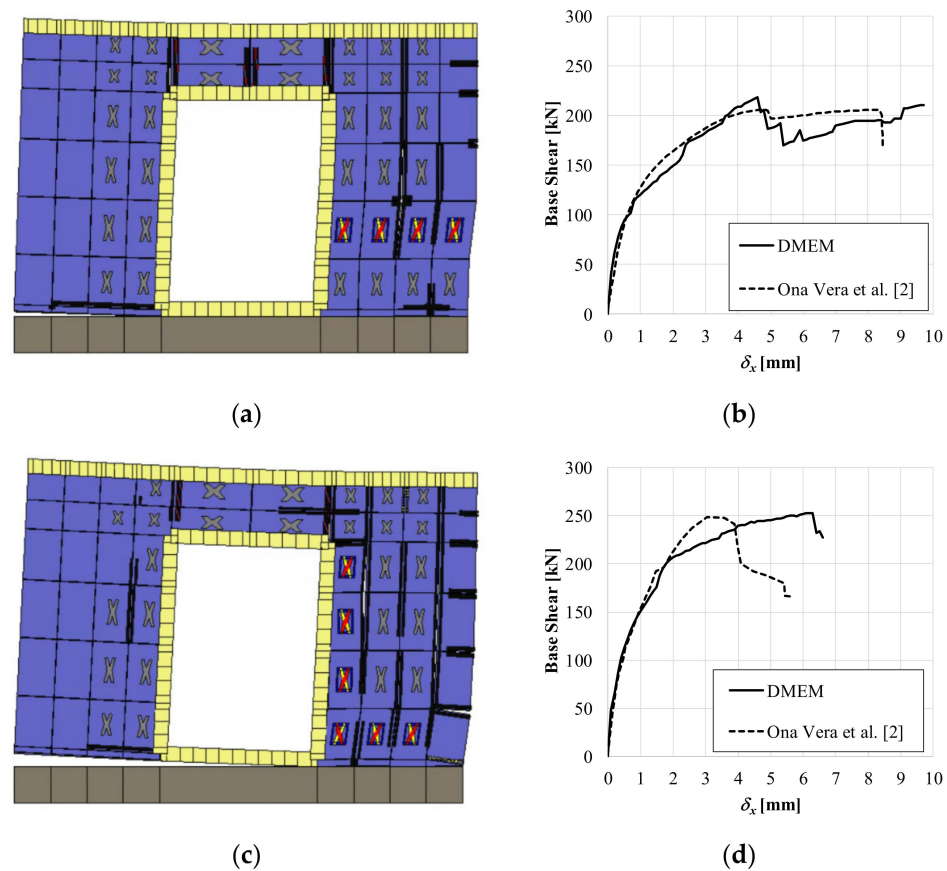 300
250
200
150
100
50
0
Base Shear [kN]
DMEM
Ona Vera et al. [2]
0 1 2 3 4 5 6 7 8 9 10
δx [mm]
(a)
(b)
300
250
200
150
100
50
0
Base Shear [kN]
DMEM
Ona Vera et al. [2]
0 1 2 3 4 5 6 7 8 9 10
δx [mm]
(c)
(d)